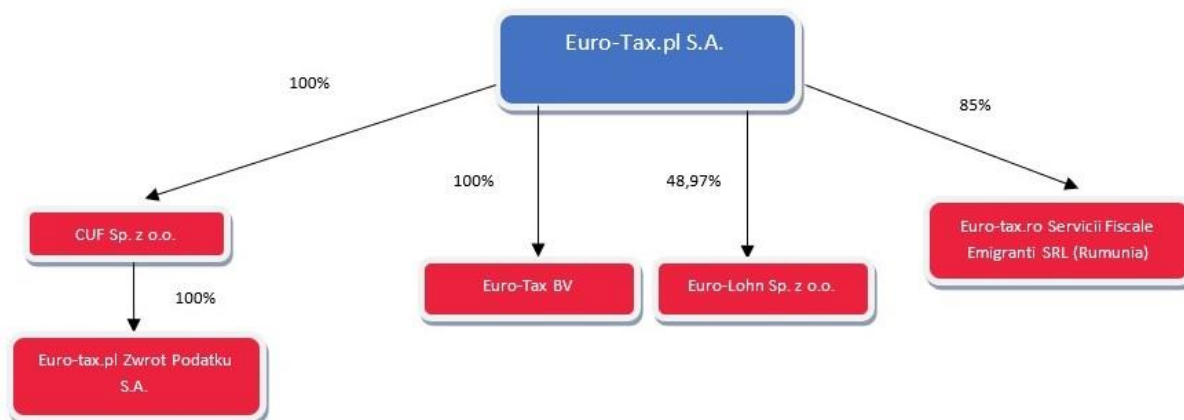 Euro-Tax.pl S.A.
100%
85%
100%
48,97%
CUF Sp. z o.o.
Euro-tax.ro Servicii Fiscale
Emigranti SRL (Rumunia)
Euro-Tax BV
Euro-Lohn Sp. z o.o.
100%
Euro-tax.pl Zwrot Podatku
S.A.